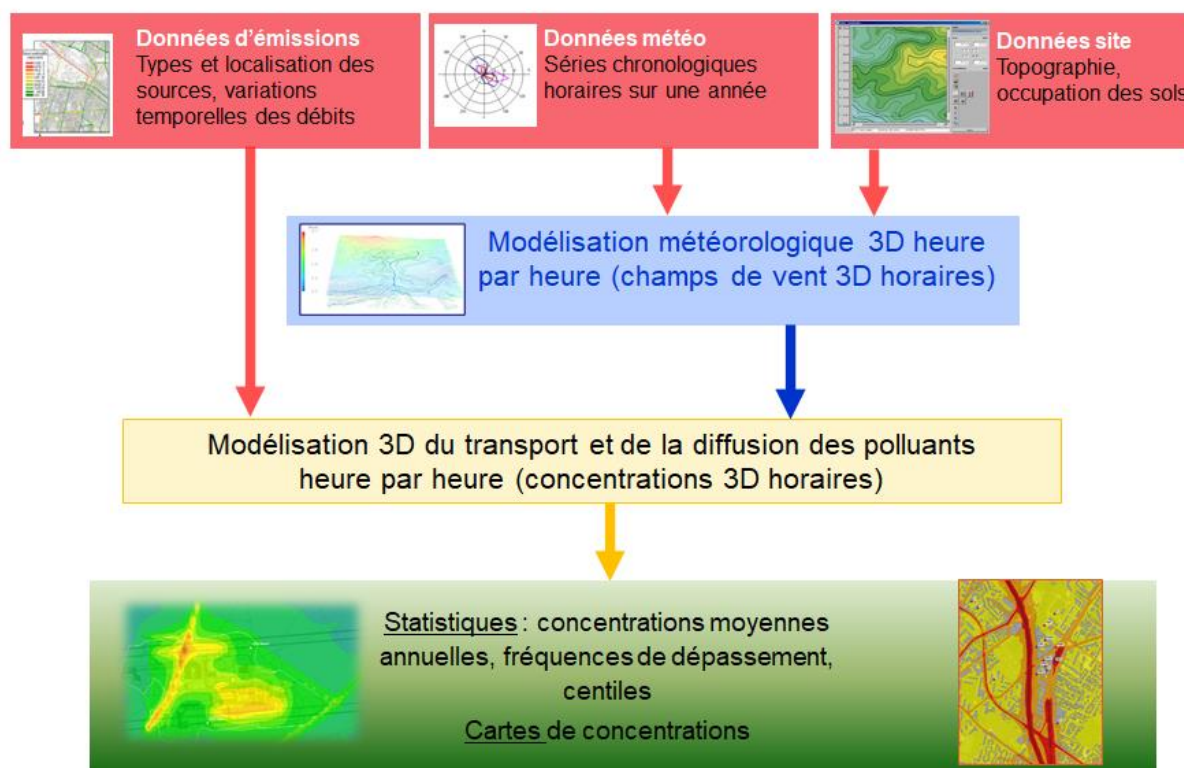 Données d'émissions
Types et localisation des
sources, variations
temporelles des débits
Données météo
Séries chronologiques
horaires sur une année
Données site
Topographie,
occupation des sols
Modélisation météorologique 3D heure
par heure (champs de vent 3D horaires)
Modélisation 3D du transport et de la diffusion des polluants
heure par heure (concentrations 3D horaires)
Statistiques : concentrations moyennes
annuelles, fréquences de dépassement,
centiles
Cartes de concentrations